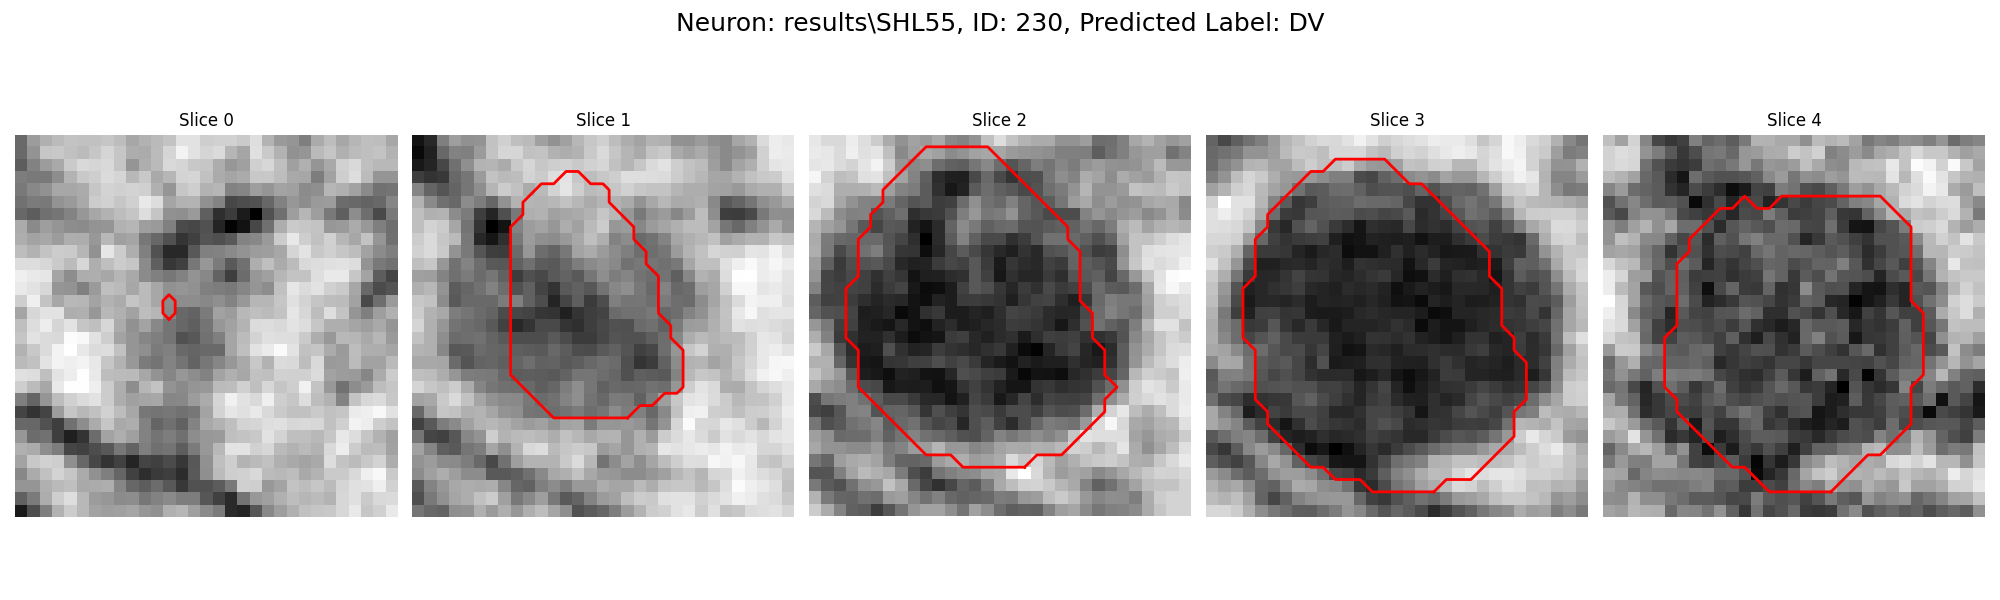 Neuron: results\SHL55, ID: 230, Predicted Label: DV
Slice 0
Slice 1
Slice 2
Slice 3
Slice 4